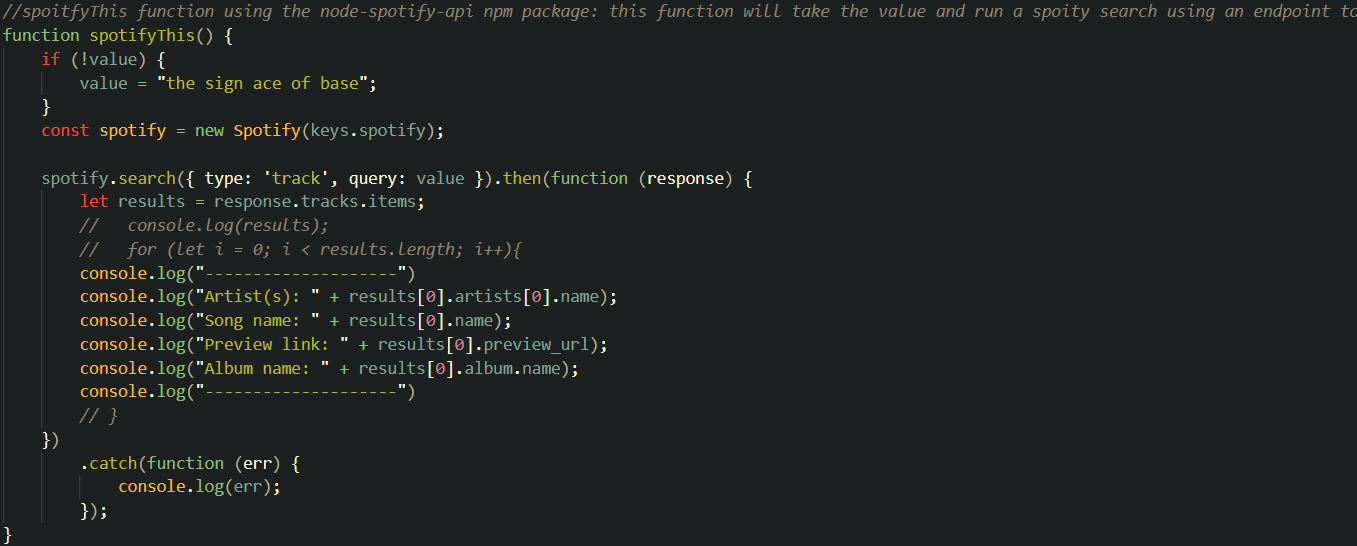 //spoitfyThis function using the node-spotify-api npm package: this function will take the value and run a spoity search using an endpoint to
function spotifyThis() {
    if (!value) {
        value = "the sign ace of base";
    }
    const spotify = new Spotify(keys.spotify);

    spotify.search({ type: 'track', query: value }).then(function (response) {
        let results = response.tracks.items;
        //   console.log(results);
        //   for (let i = 0; i < results.length; i++){
        console.log("--------------------")
        console.log("Artist(s): " + results[0].artists[0].name);
        console.log("Song name: " + results[0].name);
        console.log("Preview link: " + results[0].preview_url);
        console.log("Album name: " + results[0].album.name);
        console.log("--------------------")
        // }
    })
        .catch(function (err) {
            console.log(err);
        });
}